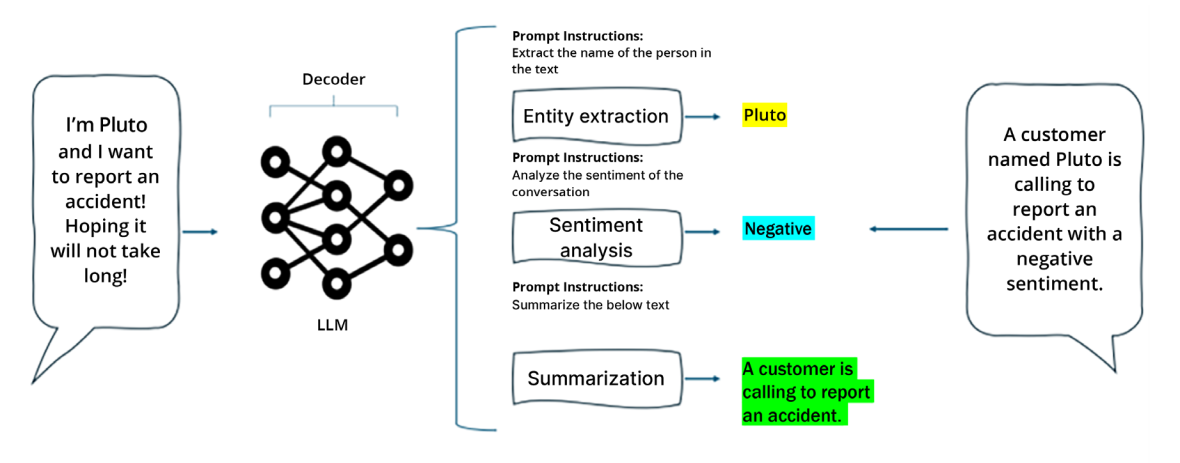 I'm Pluto
and I want
to report an
accident!
Hoping it
will not take
long!
Decoder
LLM
Prompt Instructions:
Extract the name of the person in
the text
Entity extraction
Pluto
Prompt Instructions:
Analyze the sentiment of the
conversation
Sentiment
analysis
Negative
Prompt Instructions:
Summarize the below text
Summarization
A customer is
calling to report
an accident.
A customer
named Pluto is
calling to
report an
accident with a
negative
sentiment.